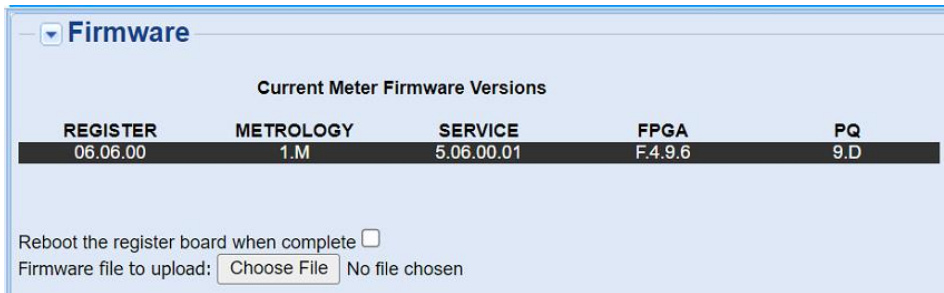 Firmware
Current Meter Firmware Versions
REGISTER METROLOGY SERVICE FPGA PQ
06.06.00 1.M 5.06.00.01 F.4.9.6 9.D
Reboot the register board when complete
Firmware file to upload: Choose File No file chosen